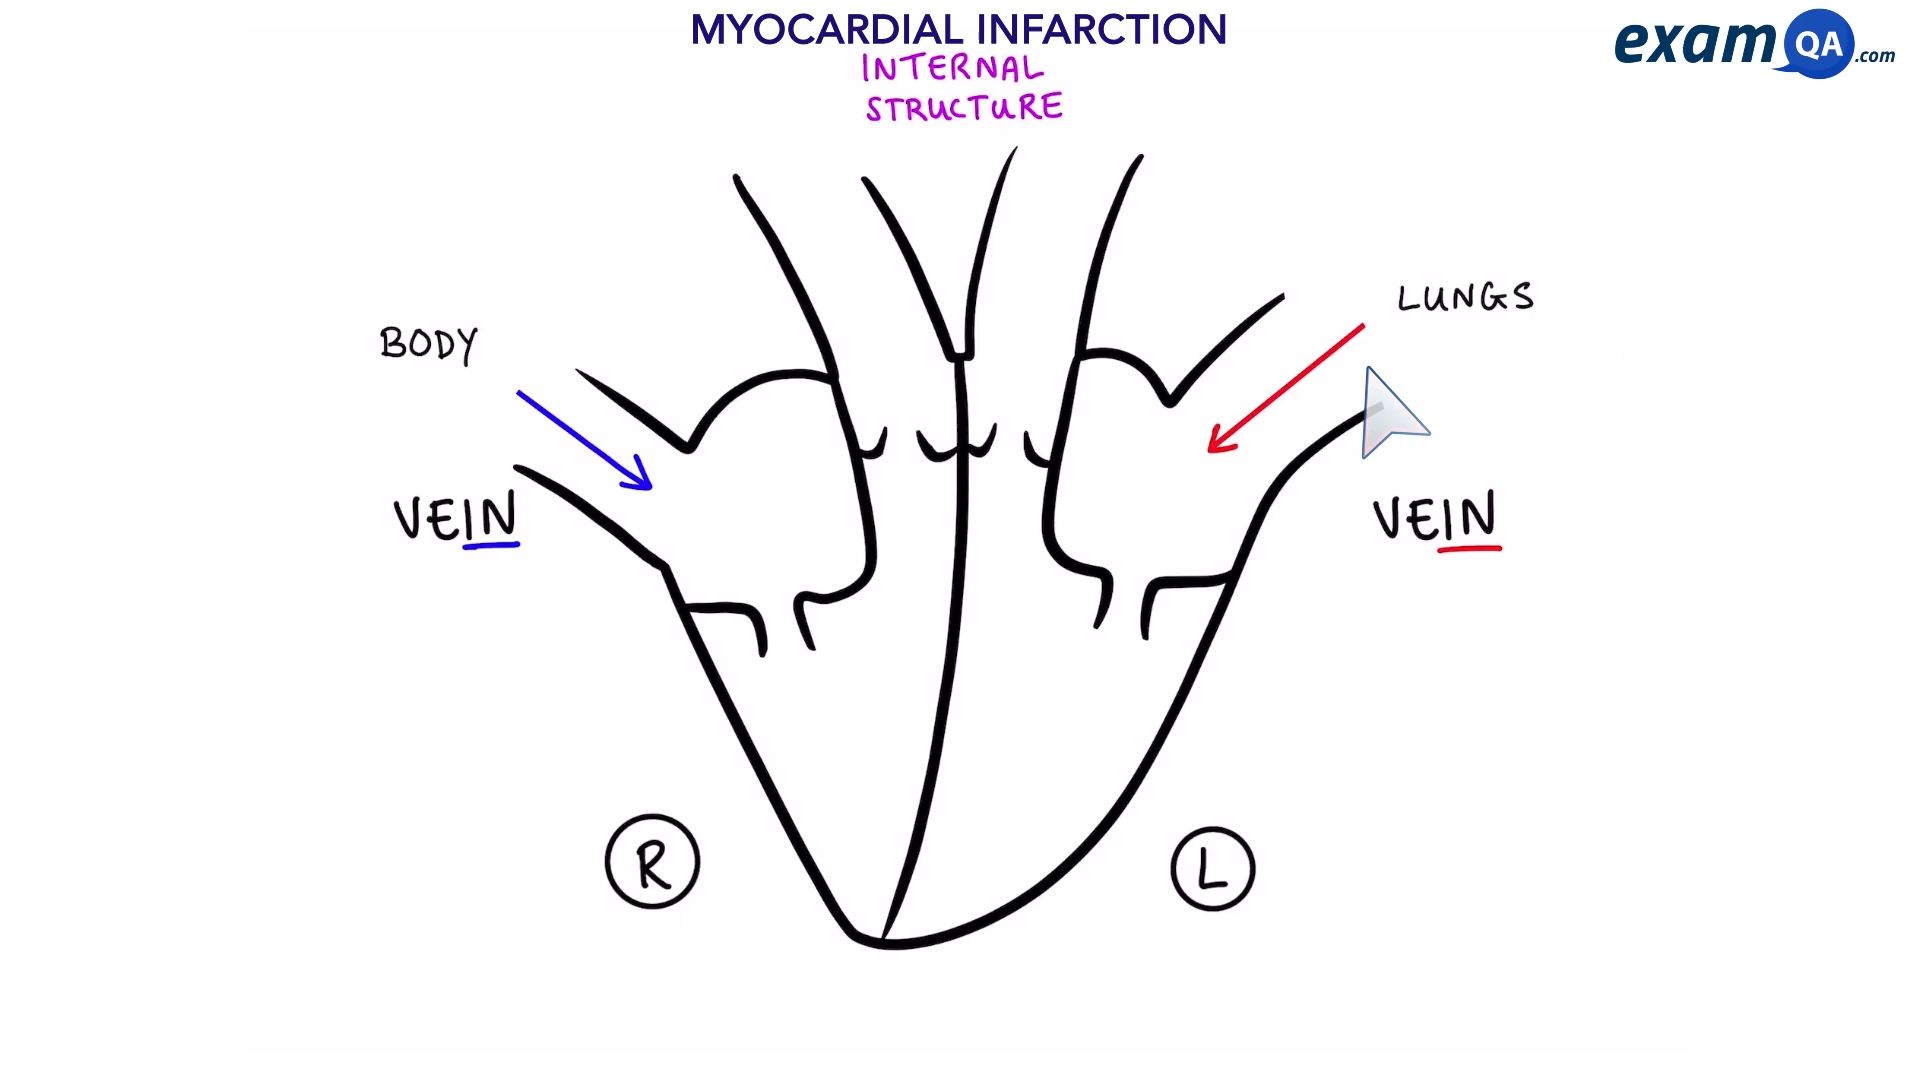 MYOCARDIAL INFARCTION
INTERNAL
STRUCTURE
examQA.com
LUNGS
BODY
VEIN
VEIN
R
L